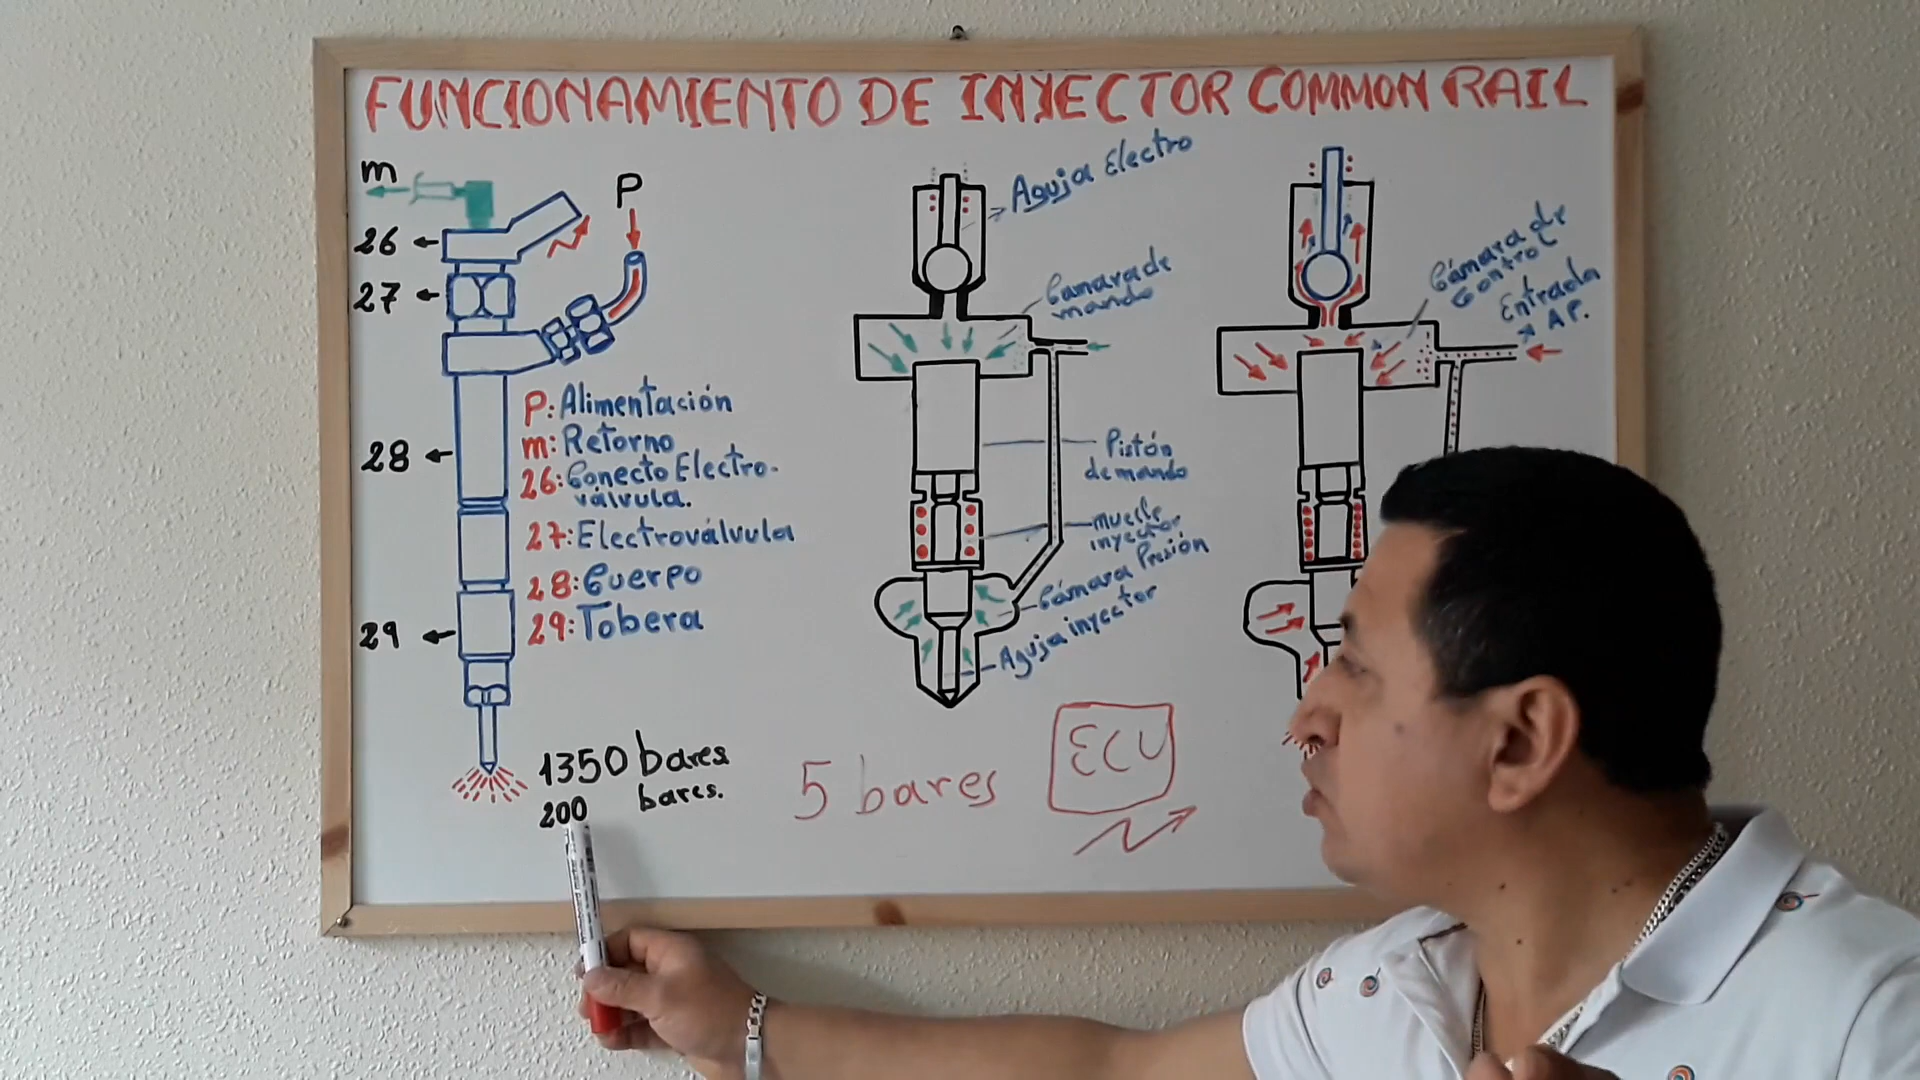 FUNCIONAMIENTO DE INYECTOR COMMON RAIL
m
P
26
27
28
29
P: Alimentación
m: Retorno
26: Conecto Electro-
válvula.
27: Electroválvula
28: Cuerpo
29: Tobera
1350 bares
200 bares.
Aguja Electro
Camara de
mando
Pistón
de mando
muelle
inyector
Cámara Presión
Aguja inyector
5 bares
ECU
Cámara de
Control
Entrada
AP.